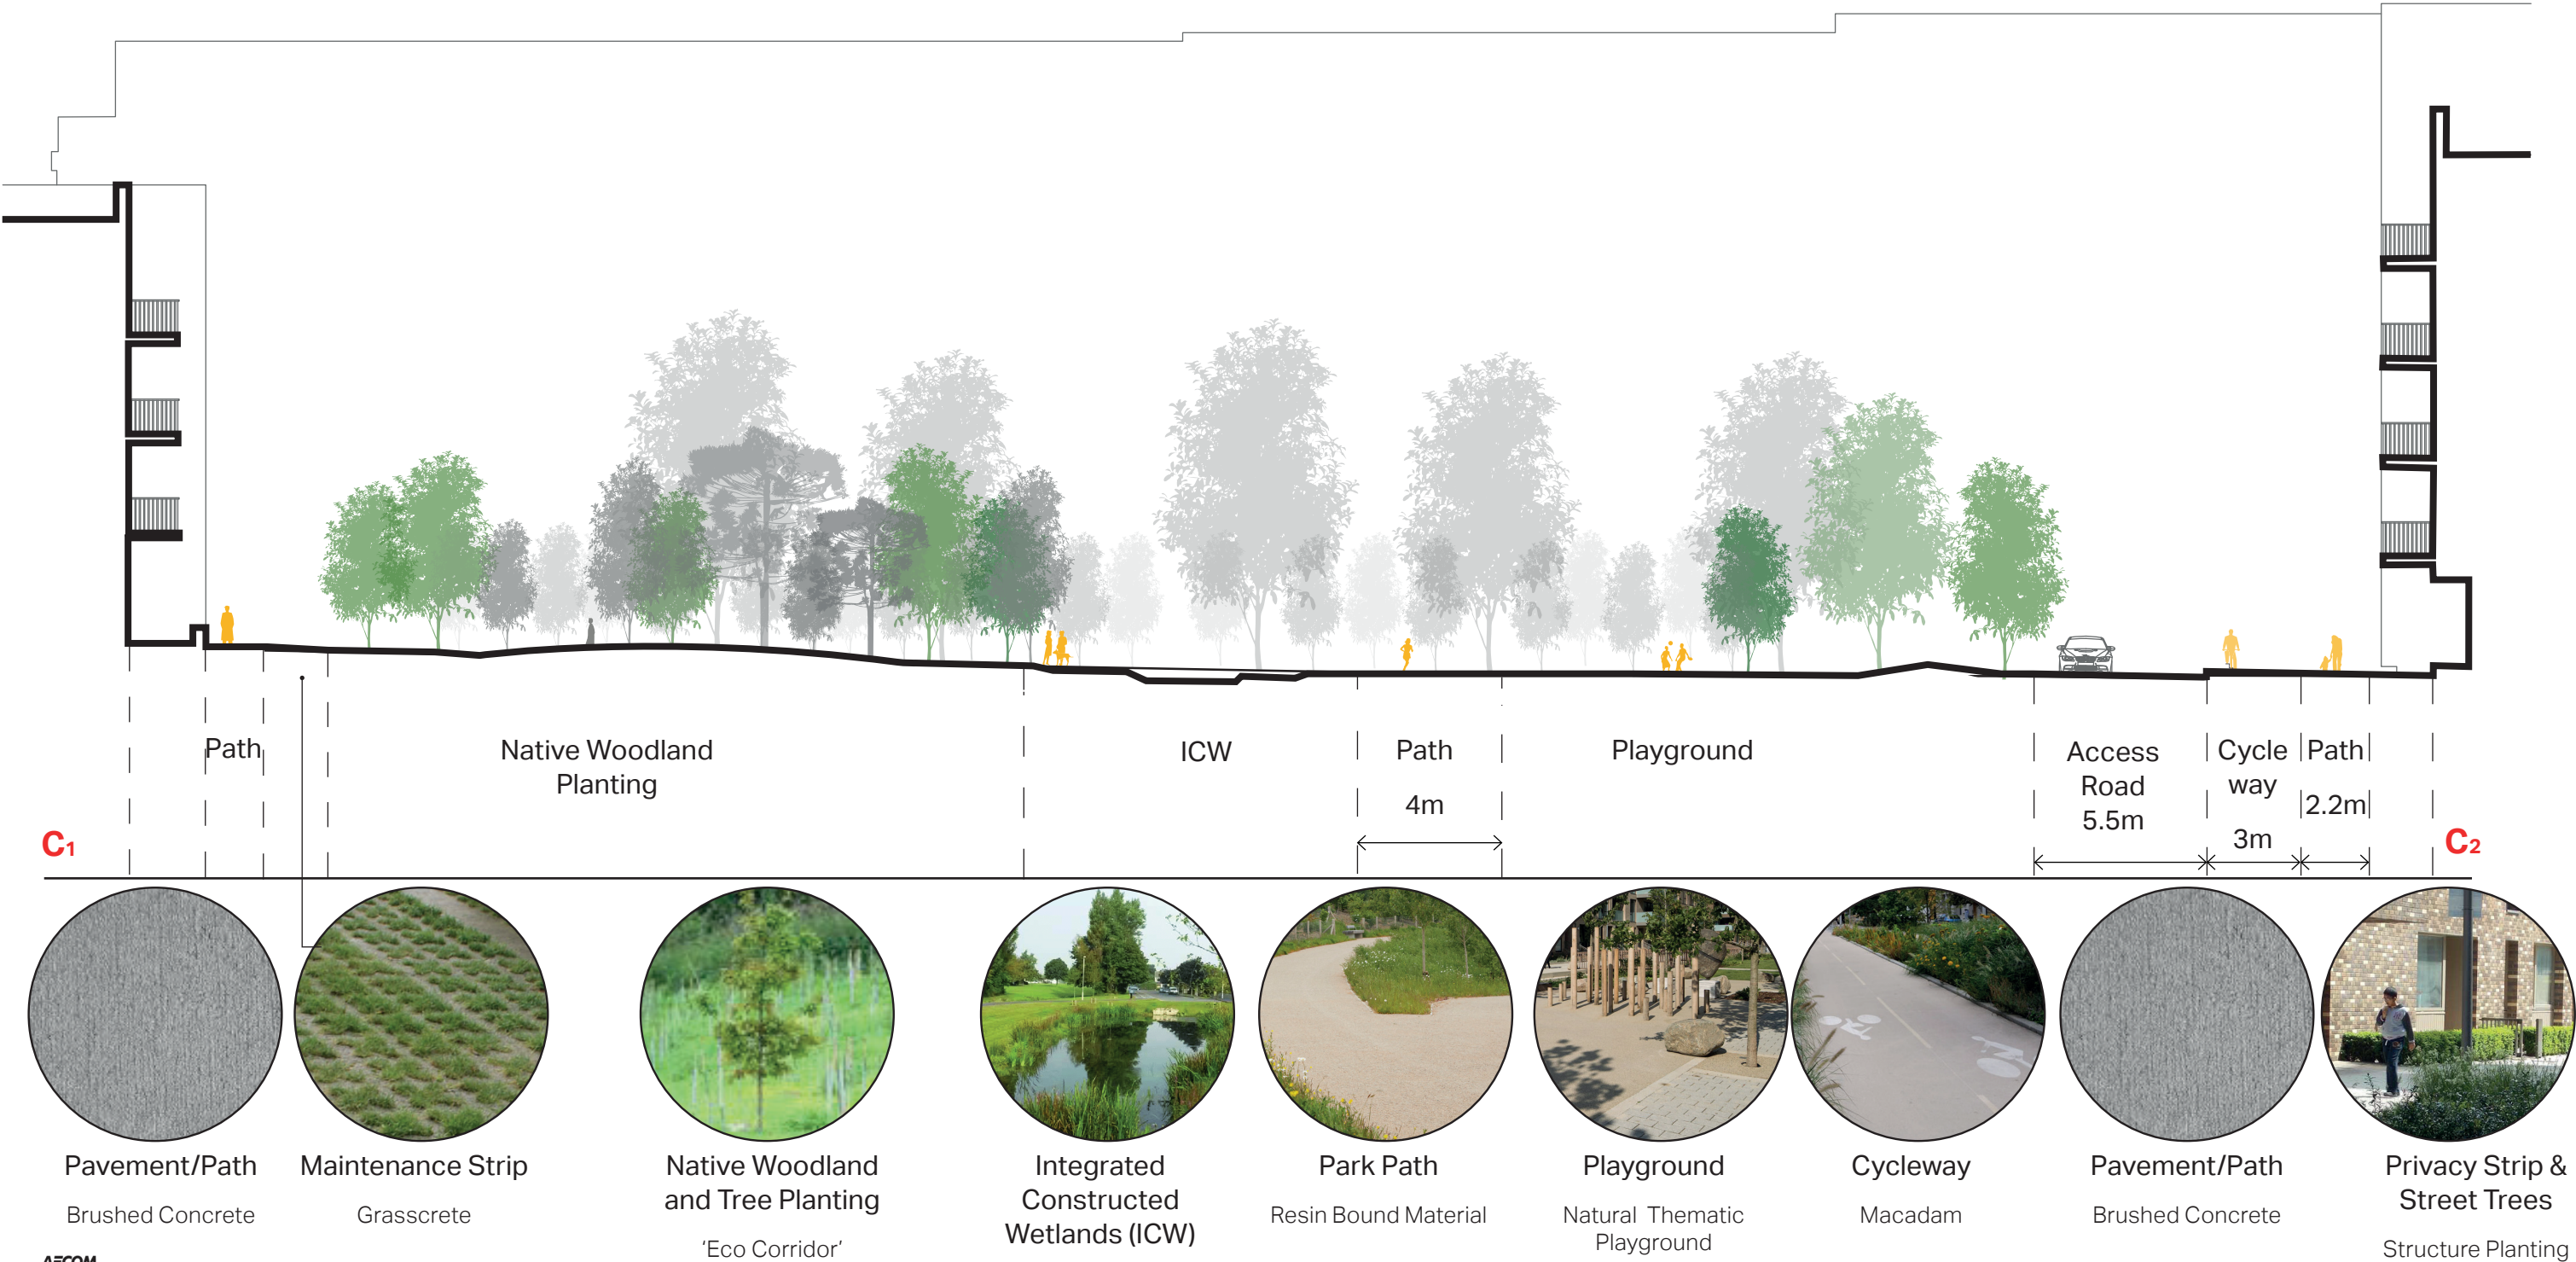 Path
Native Woodland
Planting
ICW
Path
4m
Playground
Access
Road
5.5m
Cycle
way
3m
Path
2.2m
C1
C2
Pavement/Path
Brushed Concrete
Maintenance Strip
Grasscrete
Native Woodland
and Tree Planting
‘Eco Corridor’
Integrated
Constructed
Wetlands (ICW)
Park Path
Resin Bound Material
Playground
Natural Thematic
Playground
Cycleway
Macadam
Pavement/Path
Brushed Concrete
Privacy Strip &
Street Trees
Structure Planting
AECOM